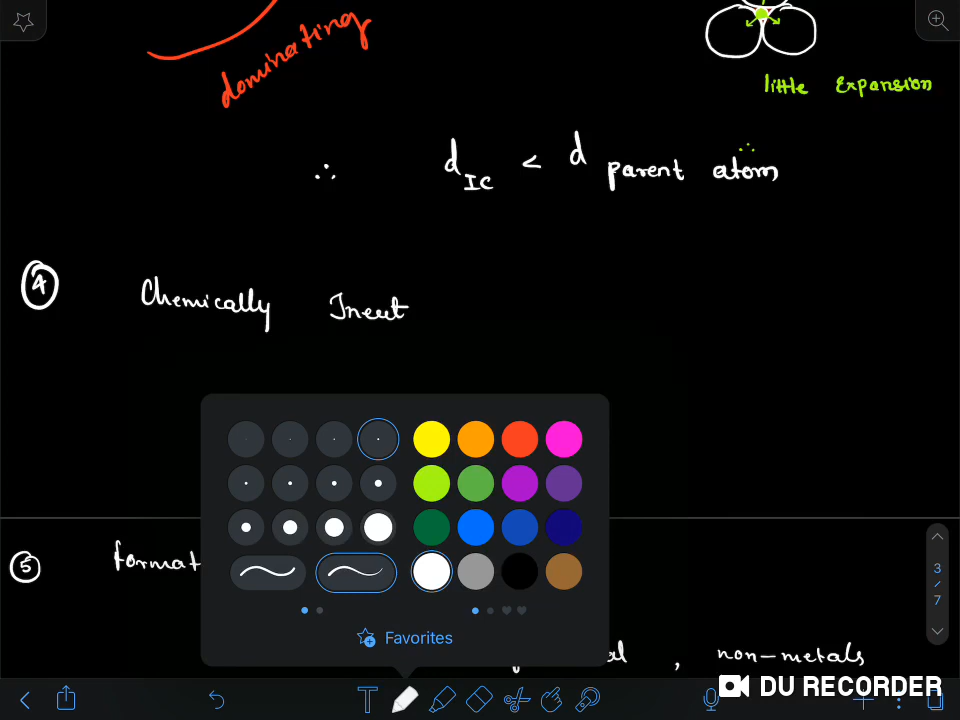 dominating
little Expansion
∴ d_IC < d parent atom
④ Chemically Inert
⑤ format
, non-metals
3
/
7
Favorites
T
DU RECORDER